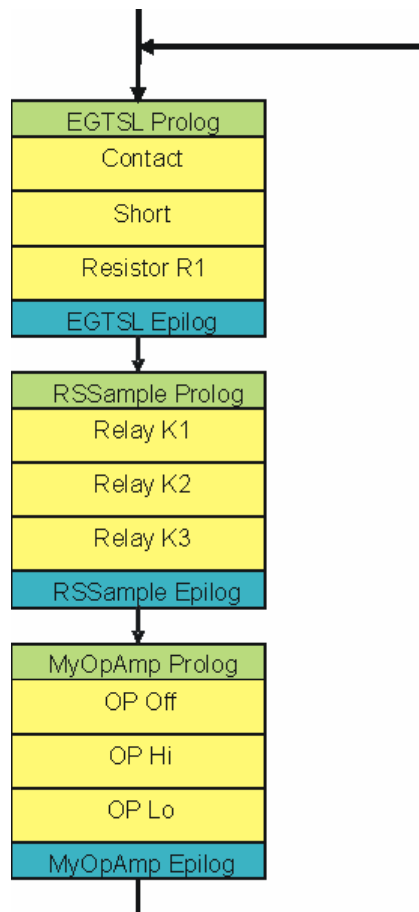 EGTSL Prolog
Contact
Short
Resistor R1
EGTSL Epilog
RSSample Prolog
Relay K1
Relay K2
Relay K3
RSSample Epilog
MyOpAmp Prolog
OP Off
OP Hi
OP Lo
MyOpAmp Epilog